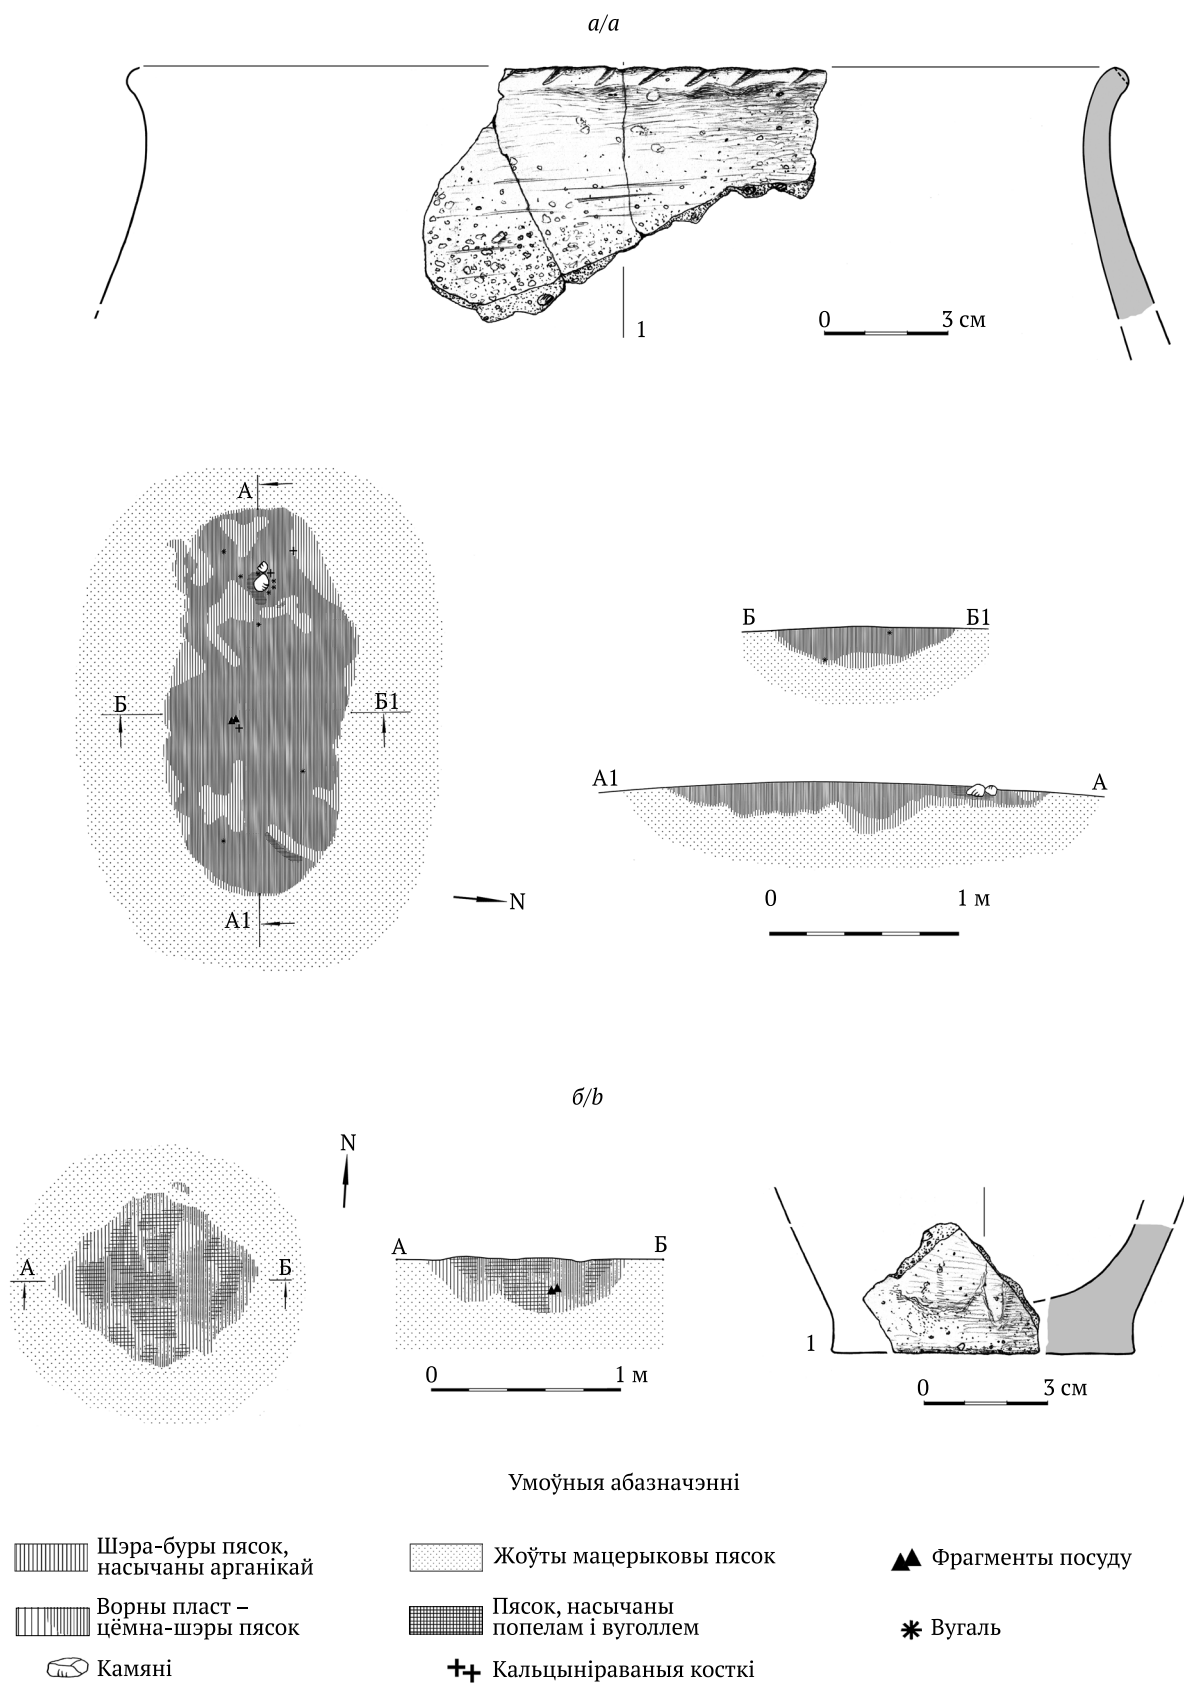 а/a
1
0 3 см
А
Б Б1
А1
N
Б Б1
А1 А
0 1 м
б/b
N
А Б
А Б
0 1 м
1
0 3 см
Умоўныя абазначэнні
Шэра-буры пясок,
насычаны арганікай
Жоўты мацерыковы пясок
Фрагменты посуду
Ворны пласт –
цёмна-шэры пясок
Пясок, насычаны
попелам і вуголлем
Вугаль
Камяні
Кальцыніраваныя косткі